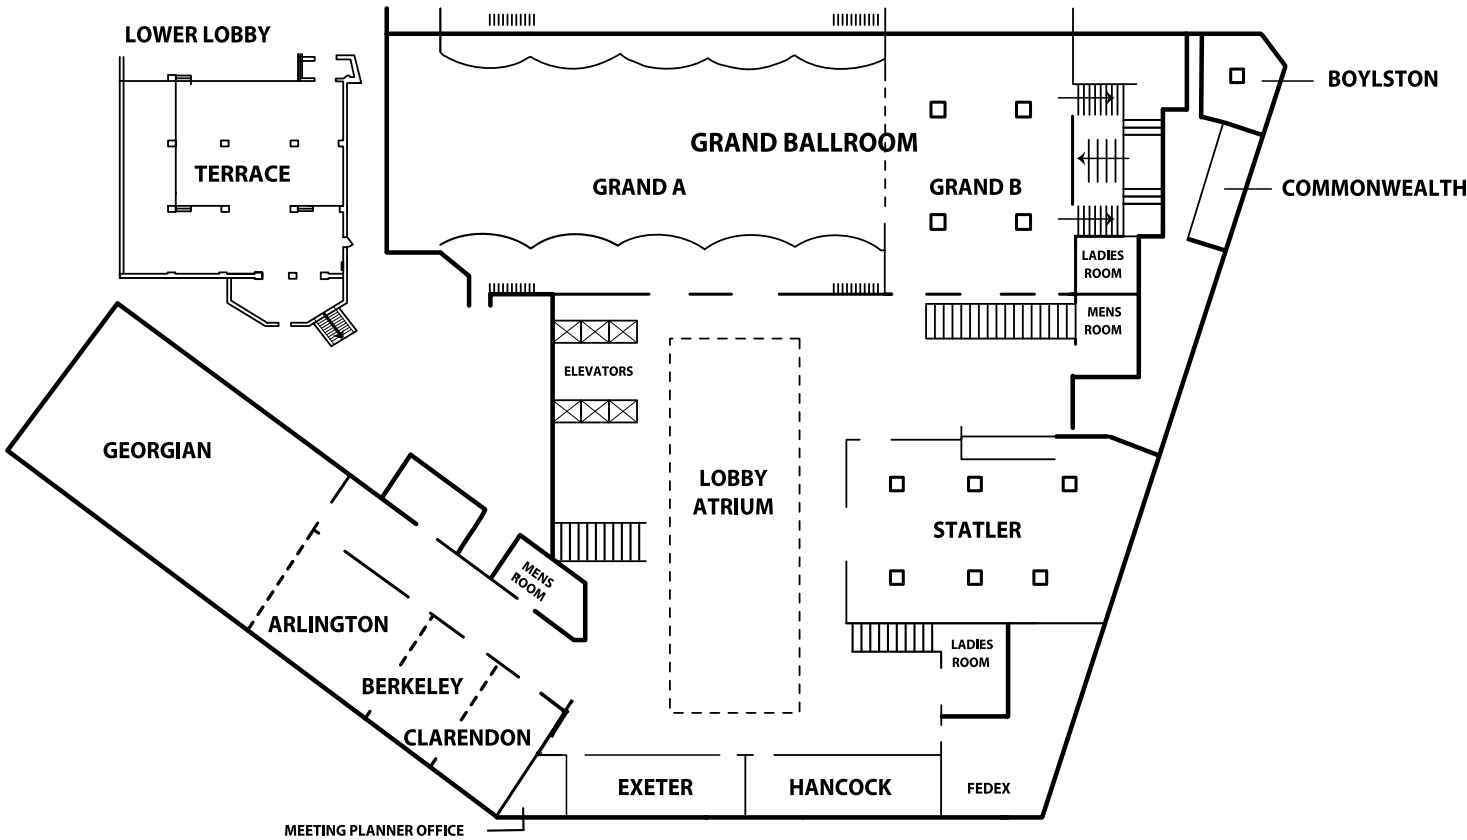 LOWER LOBBY
BOYLSTON
GRAND BALLROOM
TERRACE
GRAND A
GRAND B
COMMONWEALTH
LADIES
ROOM
MENS
ROOM
ELEVATORS
GEORGIAN
LOBBY
ATRIUM
STATLER
MENS
ROOM
ARLINGTON
LADIES
ROOM
BERKELEY
CLARENDON
EXETER
HANCOCK
FEDEX
MEETING PLANNER OFFICE